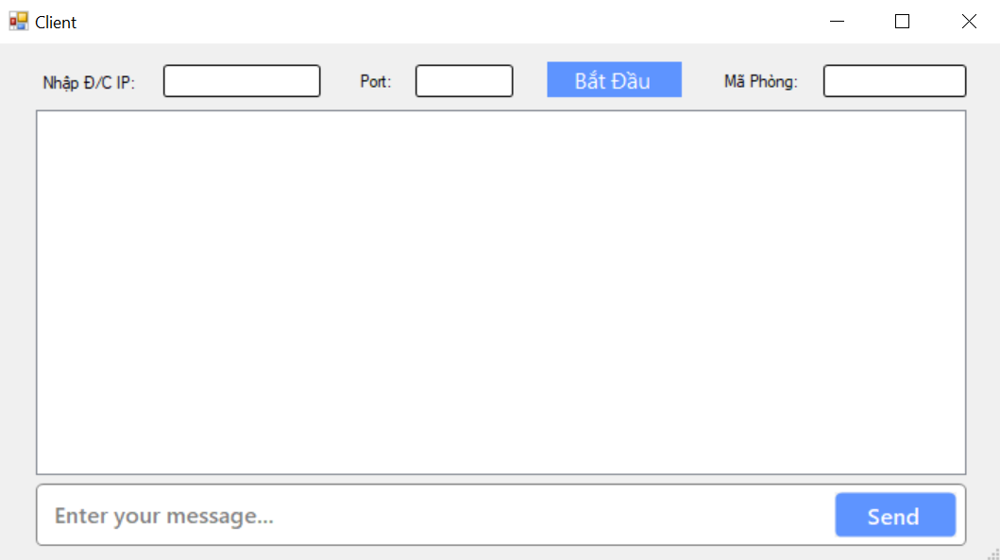 Client
Nhập Đ/C IP: Port: Bắt Đầu Mã Phòng:
Enter your message... Send